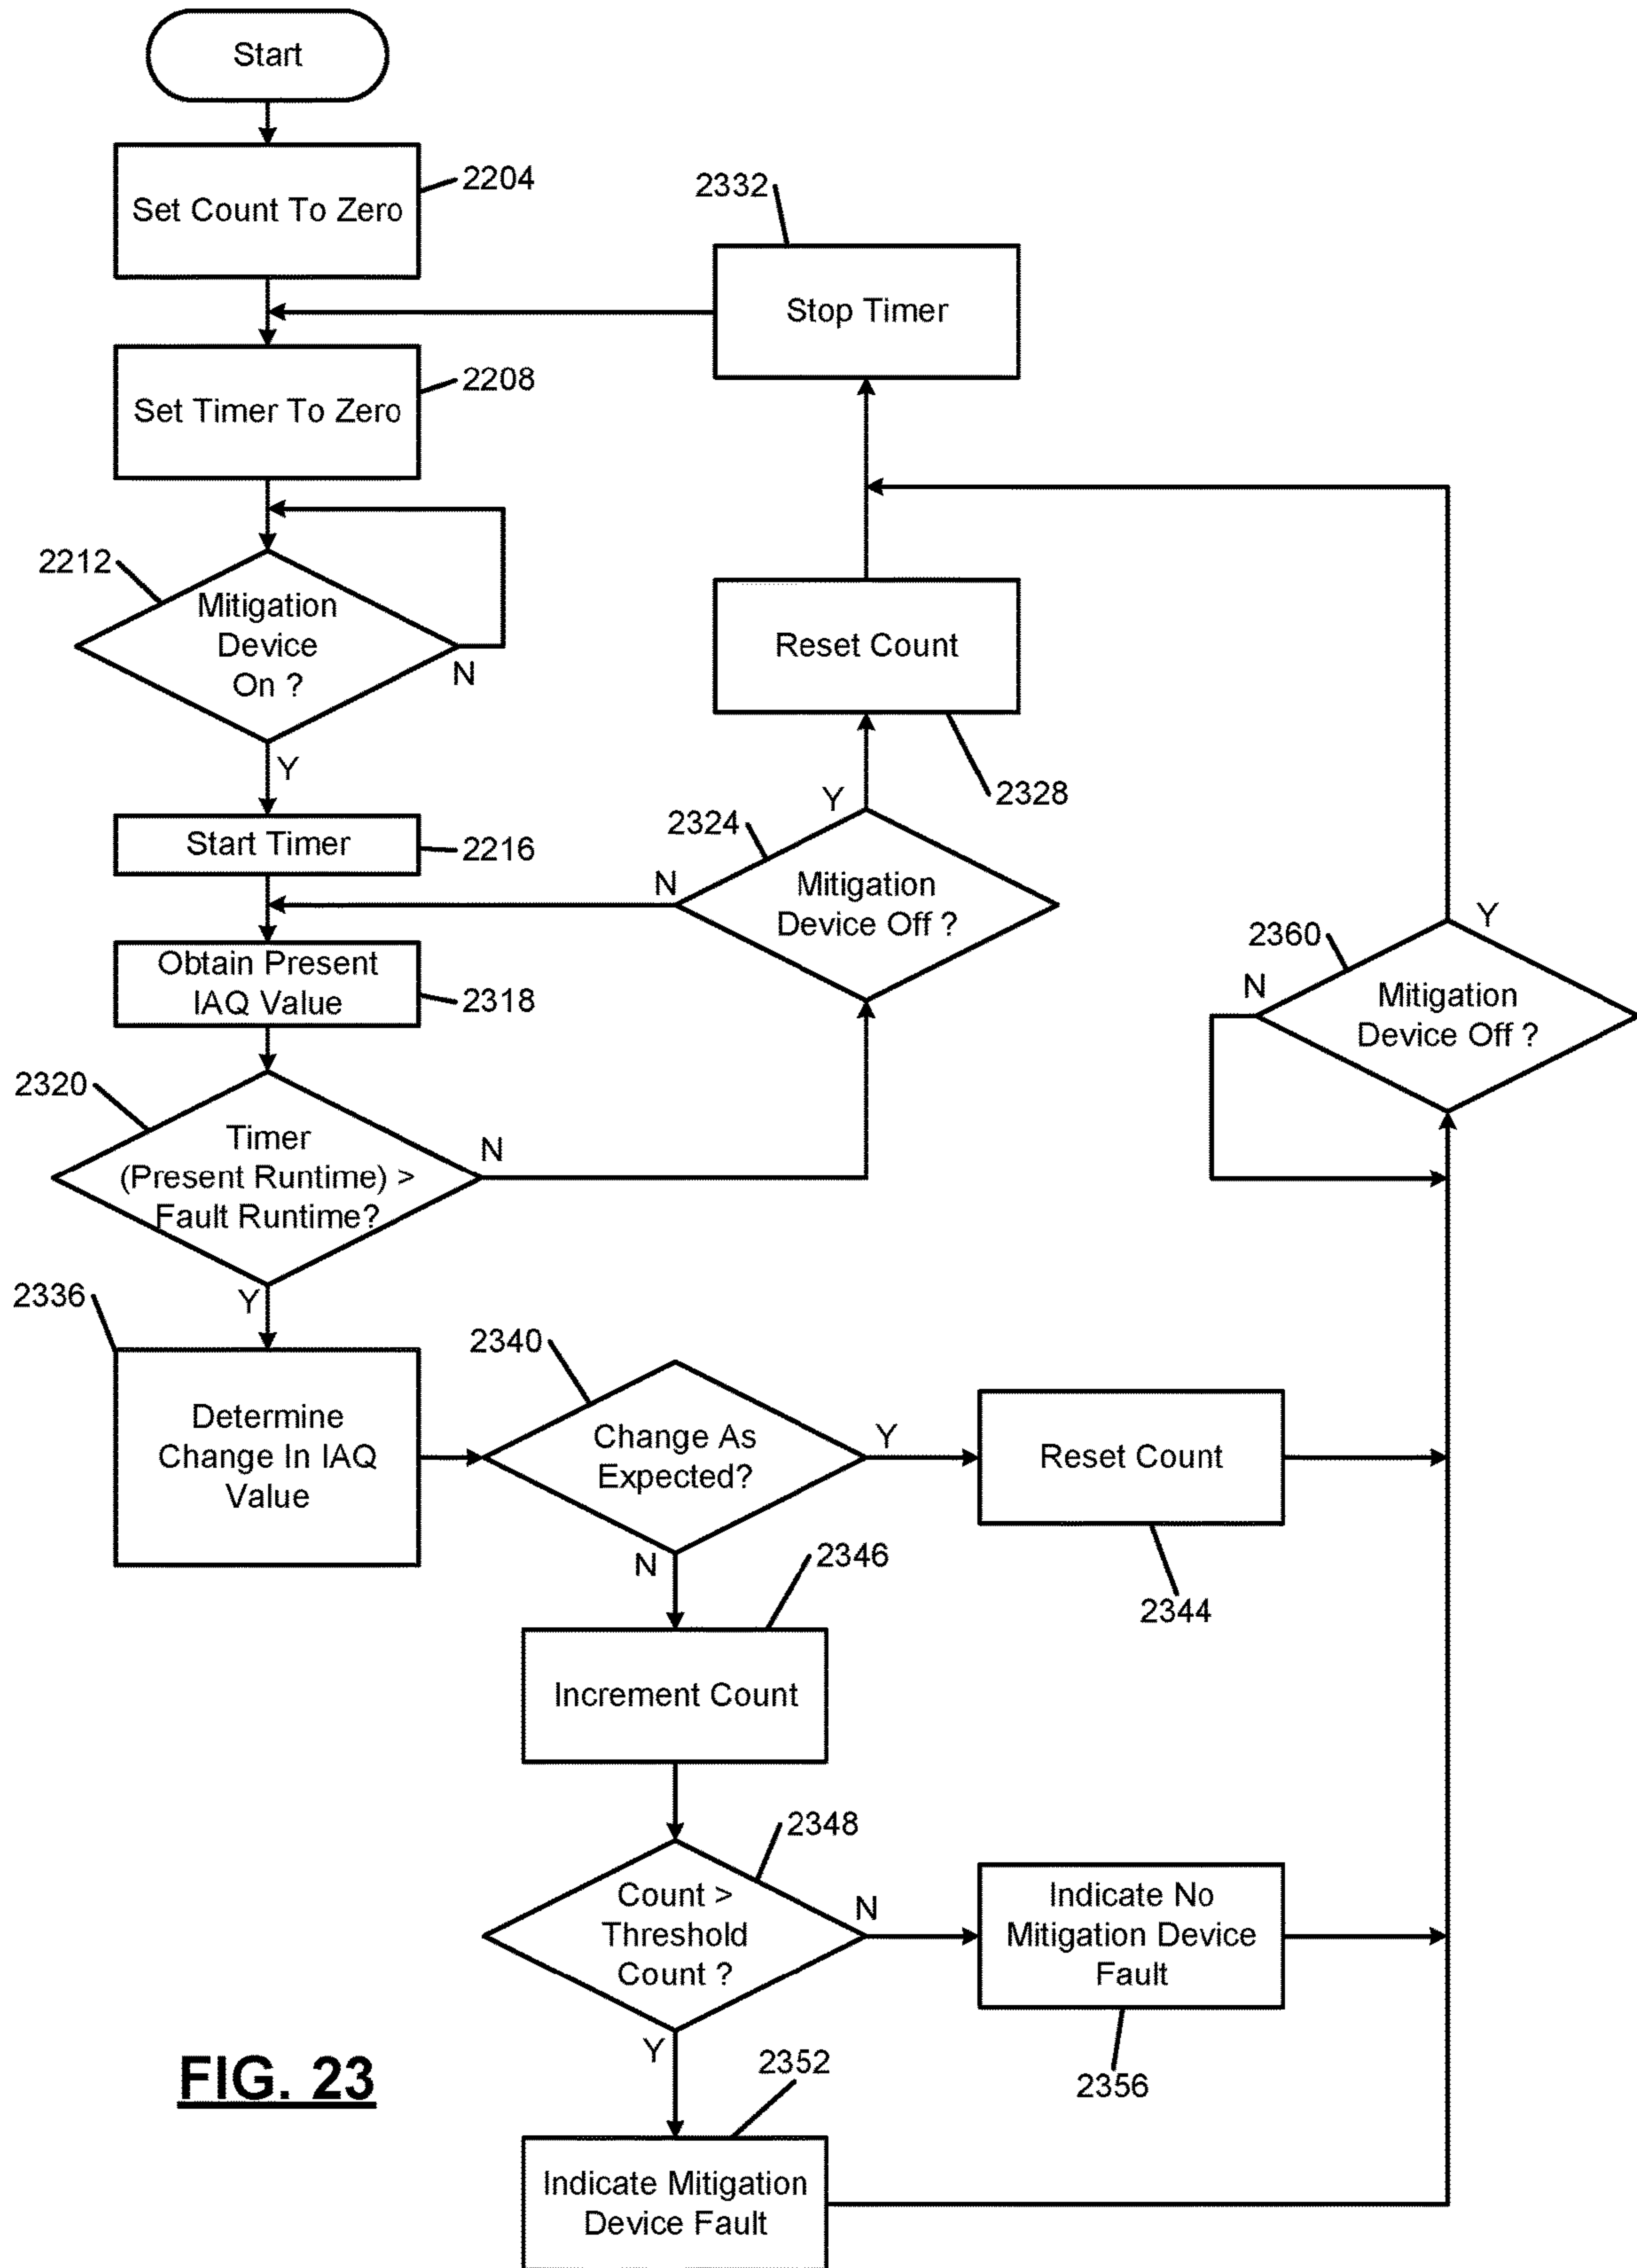 Start
Set Count To Zero
2204
2332
Stop Timer
Set Timer To Zero
2208
2212
Mitigation
Device
On ?
N
Y
Reset Count
2328
Start Timer
2216
2324
Y
N
Mitigation
Device Off ?
2360
Y
N
Mitigation
Device Off ?
Obtain Present
IAQ Value
2318
2320
Timer
(Present Runtime) >
Fault Runtime?
N
Y
2336
Determine
Change In IAQ
Value
2340
Change As
Expected?
Y
N
Reset Count
2344
2346
Increment Count
2348
Count >
Threshold
Count ?
N
Y
Indicate No
Mitigation Device
Fault
2356
2352
Indicate Mitigation
Device Fault
FIG. 23